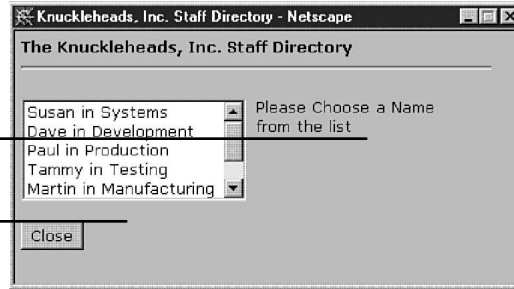 Knuckleheads, Inc. Staff Directory - Netscape
The Knuckleheads, Inc. Staff Directory
Susan in Systems
Dave in Development
Paul in Production
Tammy in Testing
Martin in Manufacturing
Please Choose a Name
from the list
Close